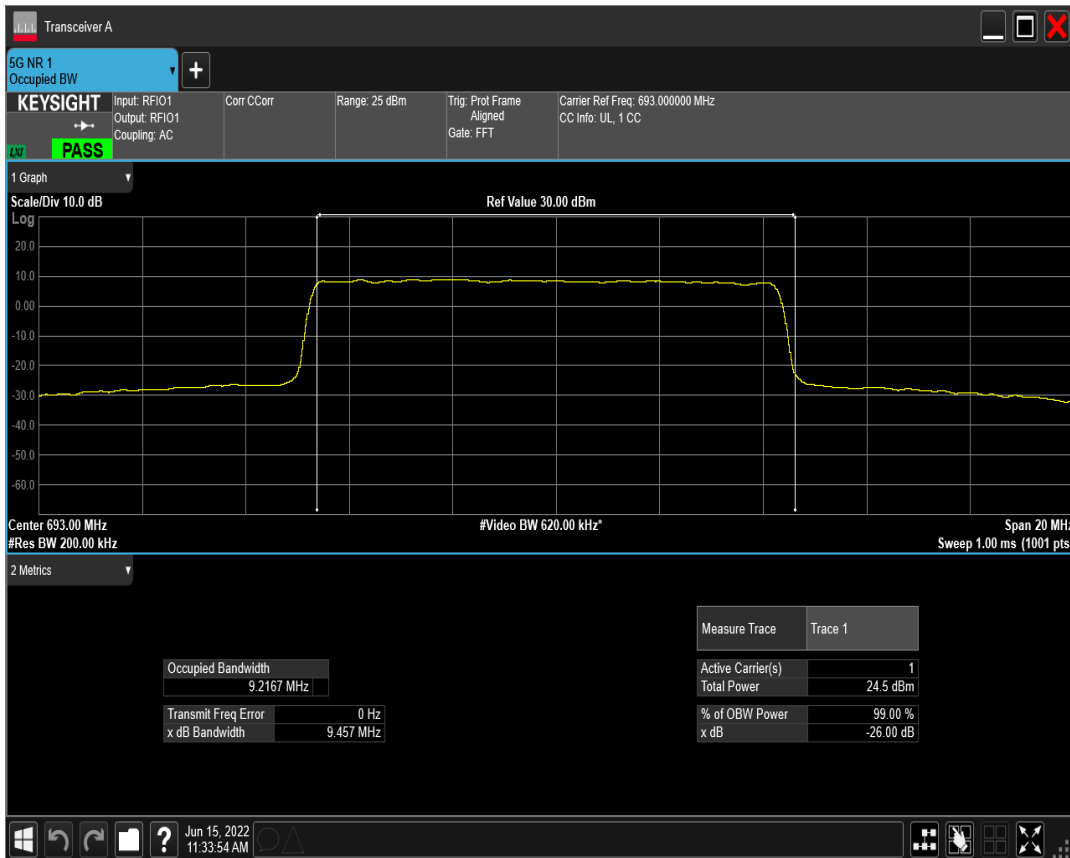 Transceiver A
5G NR 1
Occupied BW
+
KEYSIGHT
LXI
PASS
Input: RFIO1
Output: RFIO1
Coupling: AC
Corr CCorr
Range: 25 dBm
Trig: Prot Frame
Aligned
Gate: FFT
Carrier Ref Freq: 693.000000 MHz
CC Info: UL, 1 CC
1 Graph
Scale/Div 10.0 dB
Ref Value 30.00 dBm
Log
20.0
10.0
0.00
-10.0
-20.0
-30.0
-40.0
-50.0
-60.0
Center 693.00 MHz
#Video BW 620.00 kHz*
Span 20 MHz
#Res BW 200.00 kHz
Sweep 1.00 ms (1001 pts
2 Metrics
Measure Trace Trace 1
Occupied Bandwidth
9.2167 MHz
Active Carrier(s) 1
Total Power 24.5 dBm
Transmit Freq Error 0 Hz
x dB Bandwidth 9.457 MHz
% of OBW Power 99.00 %
x dB -26.00 dB
?
Jun 15, 2022
11:33:54 AM